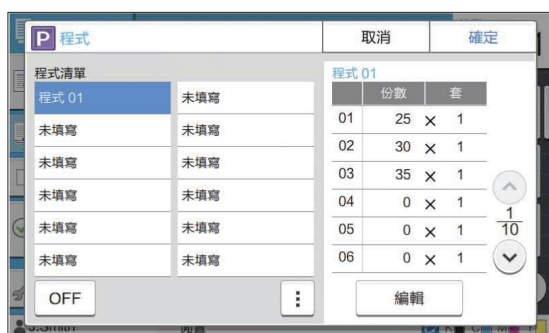 P 程式 取消 確定
程式清單
程式 01 未填寫
未填寫 未填寫
未填寫 未填寫
未填寫 未填寫
未填寫 未填寫
未填寫 未填寫
OFF
程式 01
份數 套
01 25 × 1
02 30 × 1
03 35 × 1
04 0 × 1
05 0 × 1
06 0 × 1
1
10
編輯
J.Smith
K C M Y